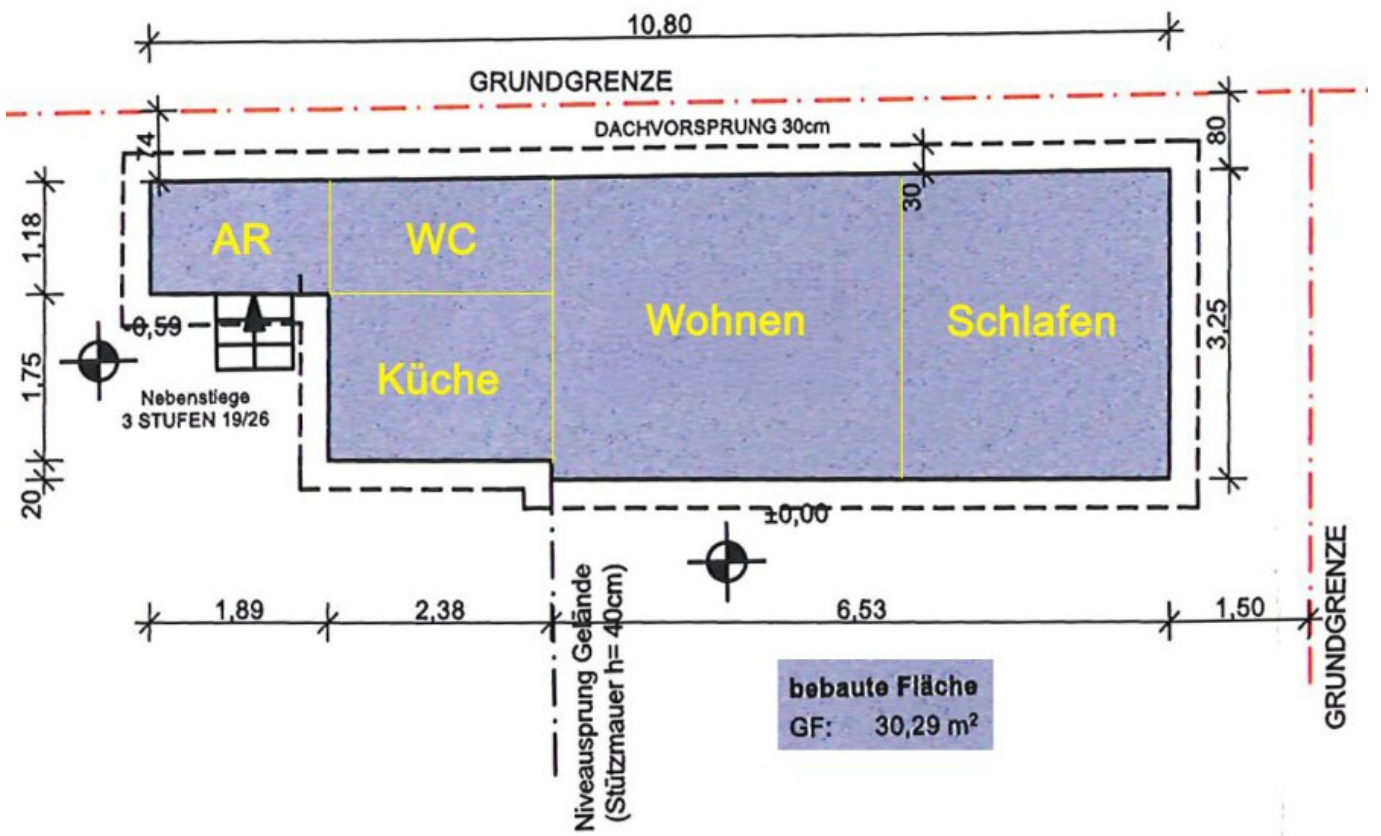 10,80
GRUNDGRENZE
DACHVORSPRUNG 30cm
74
80
30
1,18
AR
WC
Wohnen
Schlafen
3,25
-0,59
1,75
Küche
Nebenstiege
3 STUFEN 19/26
20
±0,00
1,89
2,38
6,53
1,50
Niveausprung Gelände
(Stützmauer h= 40cm)
GRUNDGRENZE
bebaute Fläche
GF: 30,29 m²